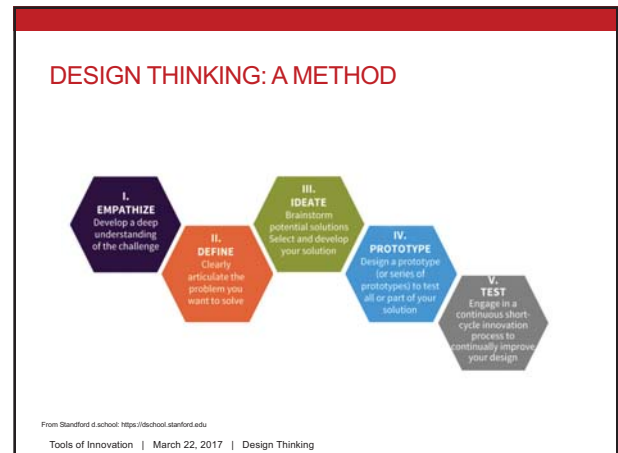 DESIGN THINKING: A METHOD
I.
EMPATHIZE
Develop a deep
understanding
of the challenge
II.
DEFINE
Clearly
articulate the
problem you
want to solve
III.
IDEATE
Brainstorm
potential solutions
Select and develop
your solution
IV.
PROTOTYPE
Design a prototype
(or series of
prototypes) to test
all or part of your
solution
V.
TEST
Engage in a
continuous short-
cycle innovation
process to
continually improve
your design
From Standford d.school: https://dschool.stanford.edu
Tools of Innovation | March 22, 2017 | Design Thinking